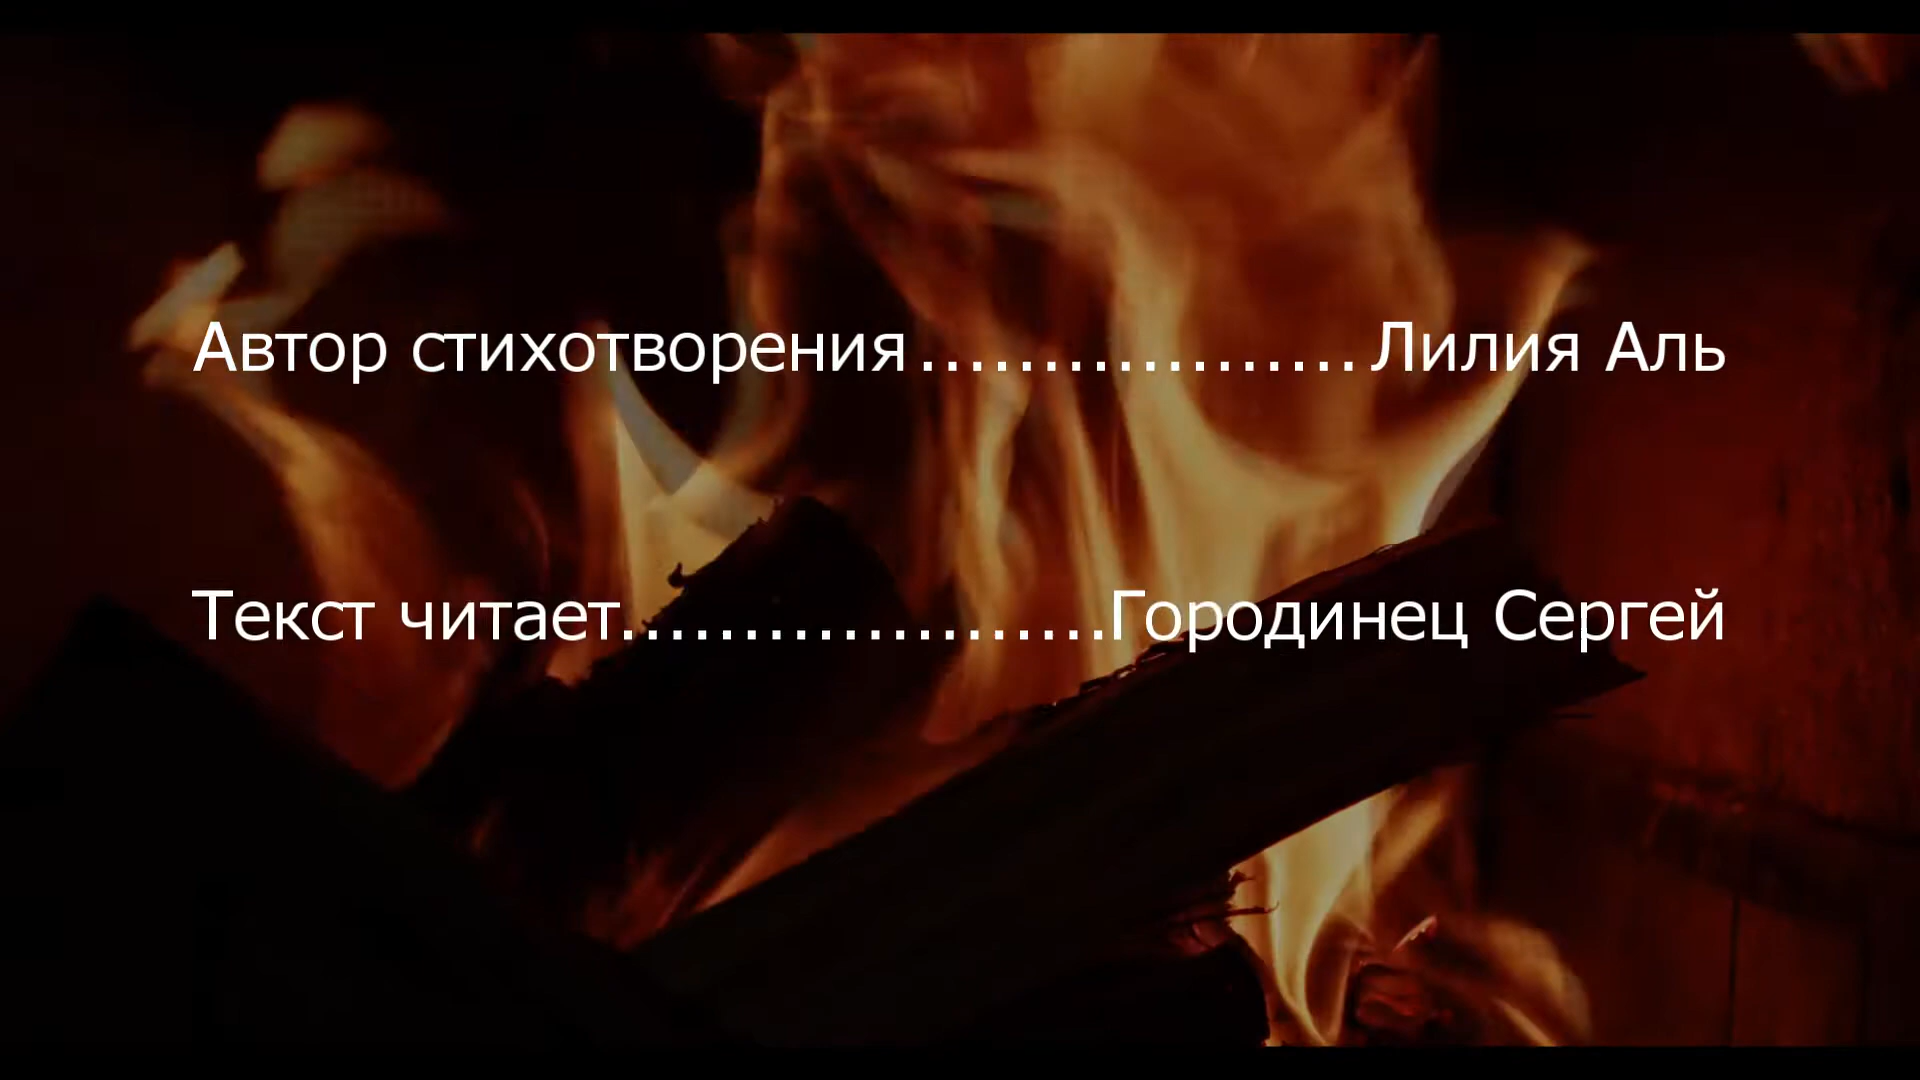 Автор стихотворения..................Лилия Аль
Текст читает....................Городинец Сергей